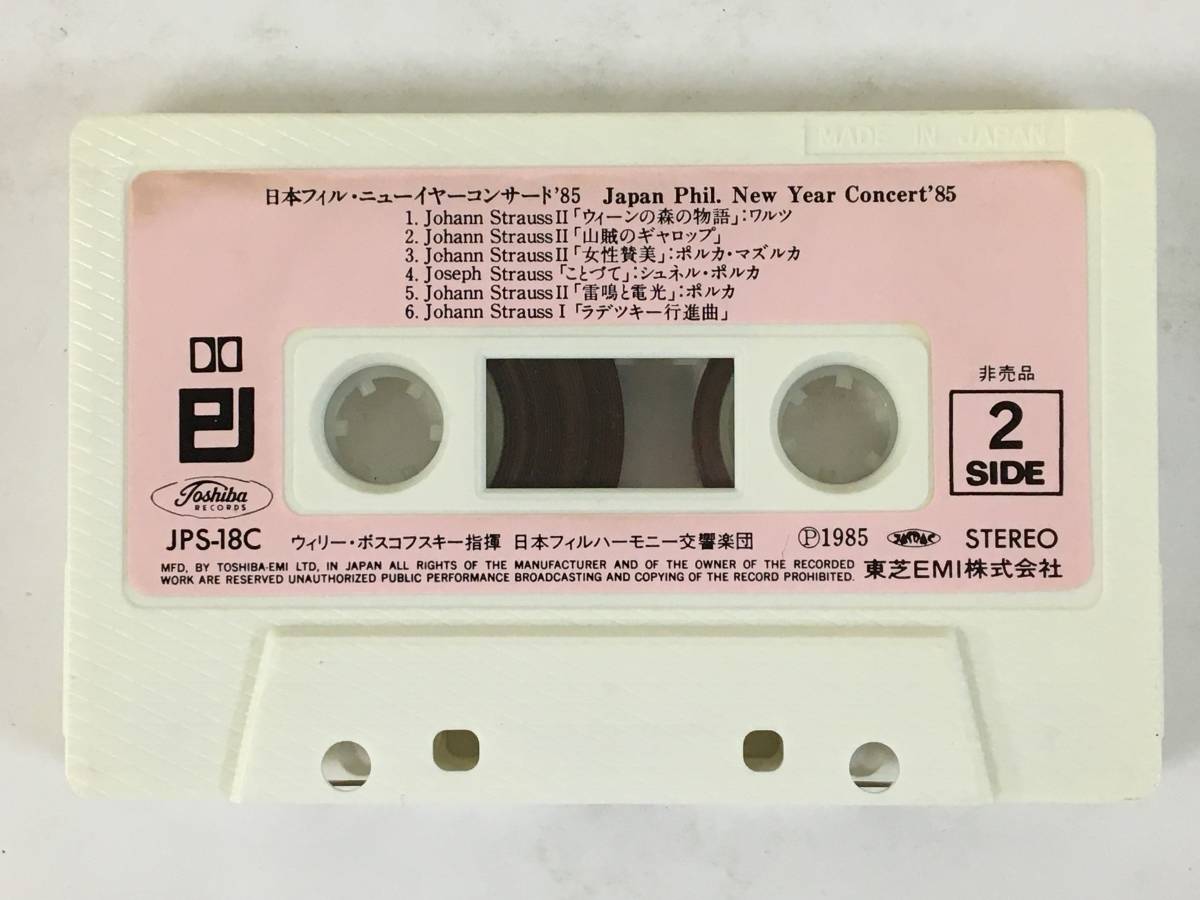 MADE IN JAPAN
日本フィル・ニューイヤーコンサード'85 Japan Phil. New Year Concert'85
1. Johann Strauss II「ウィーンの森の物語」:ワルツ
2. Johann Strauss II「山賊のギャロップ」
3. Johann Strauss II「女性賛美」:ポルカ・マズルカ
4. Joseph Strauss「ことづて」:シュネル・ポルカ
5. Johann Strauss II「雷鳴と電光」:ポルカ
6. Johann Strauss I「ラデツキー行進曲」
非売品
2
SIDE
Toshiba
RECORDS
JPS-18C ウィリー・ボスコフスキー指揮 日本フィルハーモニー交響楽団 Ⓟ1985 STEREO
MFD, BY TOSHIBA-EMI LTD, IN JAPAN ALL RIGHTS OF THE MANUFACTURER AND OF THE OWNER OF THE RECORDED
WORK ARE RESERVED UNAUTHORIZED PUBLIC PERFORMANCE BROADCASTING AND COPYING OF THE RECORD PROHIBITED. 東芝EMI株式会社